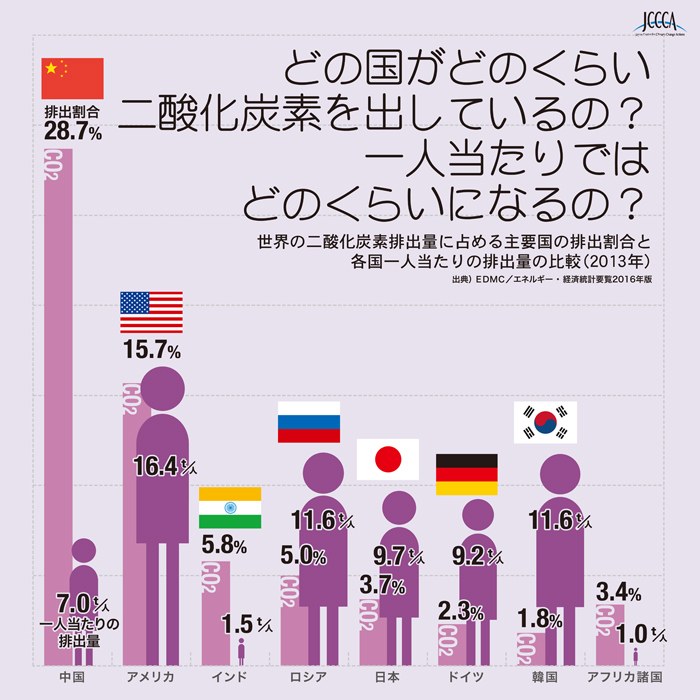 JCCCA
どの国がどのくらい
二酸化炭素を出しているの？
一人当たりでは
どのくらいになるの？
世界の二酸化炭素排出量に占める主要国の排出割合と
各国一人当たりの排出量の比較（2013年）
出典）EDMC／エネルギー・経済統計要覧2016年版
排出割合
28.7%
CO2
7.0 t/人
一人当たりの
排出量
15.7%
CO2
16.4 t/人
5.8%
CO2
1.5 t/人
11.6 t/人
5.0%
CO2
9.7 t/人
3.7%
CO2
9.2 t/人
2.3%
CO2
11.6 t/人
1.8%
CO2
3.4%
CO2
1.0 t/人
中国
アメリカ
インド
ロシア
日本
ドイツ
韓国
アフリカ諸国